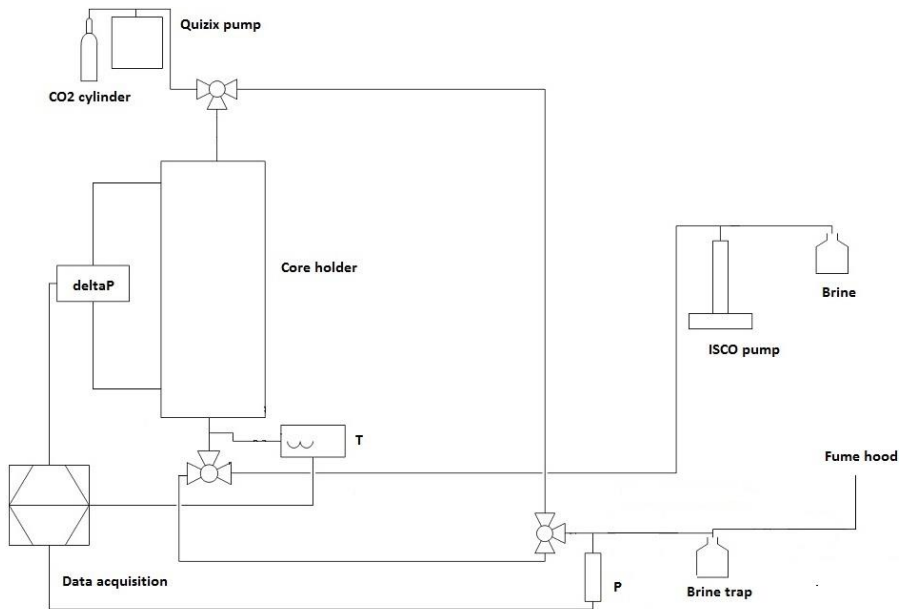 Quizix pump
CO2 cylinder
Core holder
deltaP
Brine
ISCO pump
T
Fume hood
Data acquisition
P
Brine trap